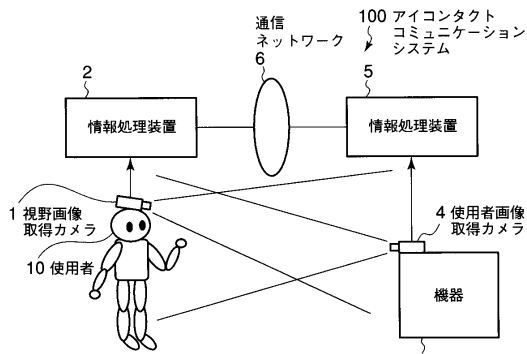 通信
ネットワーク
6
100 アイコンタクト
コミュニケーション
システム
2
5
情報処理装置
情報処理装置
1 視野画像
取得カメラ
10 使用者
4 使用者画像
取得カメラ
機器